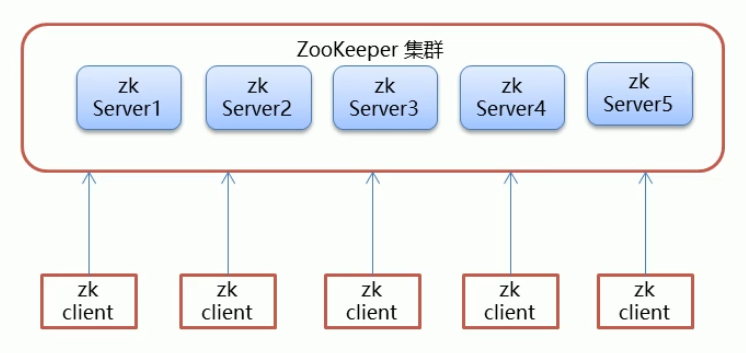 ZooKeeper 集群
zk
Server1
zk
Server2
zk
Server3
zk
Server4
zk
Server5
zk
client
zk
client
zk
client
zk
client
zk
client